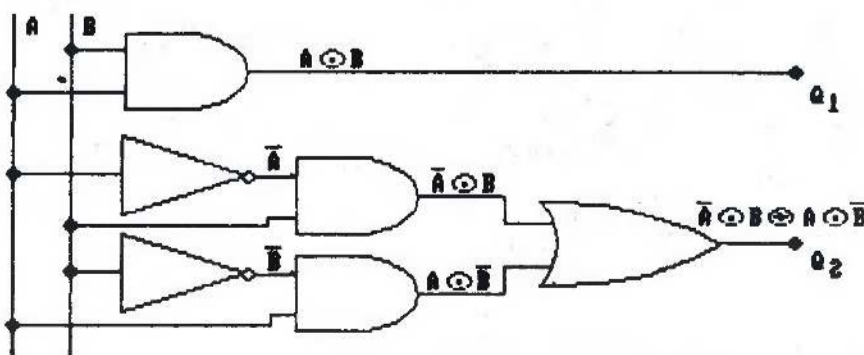 A B
A ⊙ B
Q1
Ā
Ā ⊙ B
Ā ⊙ B ⊕ A ⊙ B̄
Q2
B̄
A ⊙ B̄